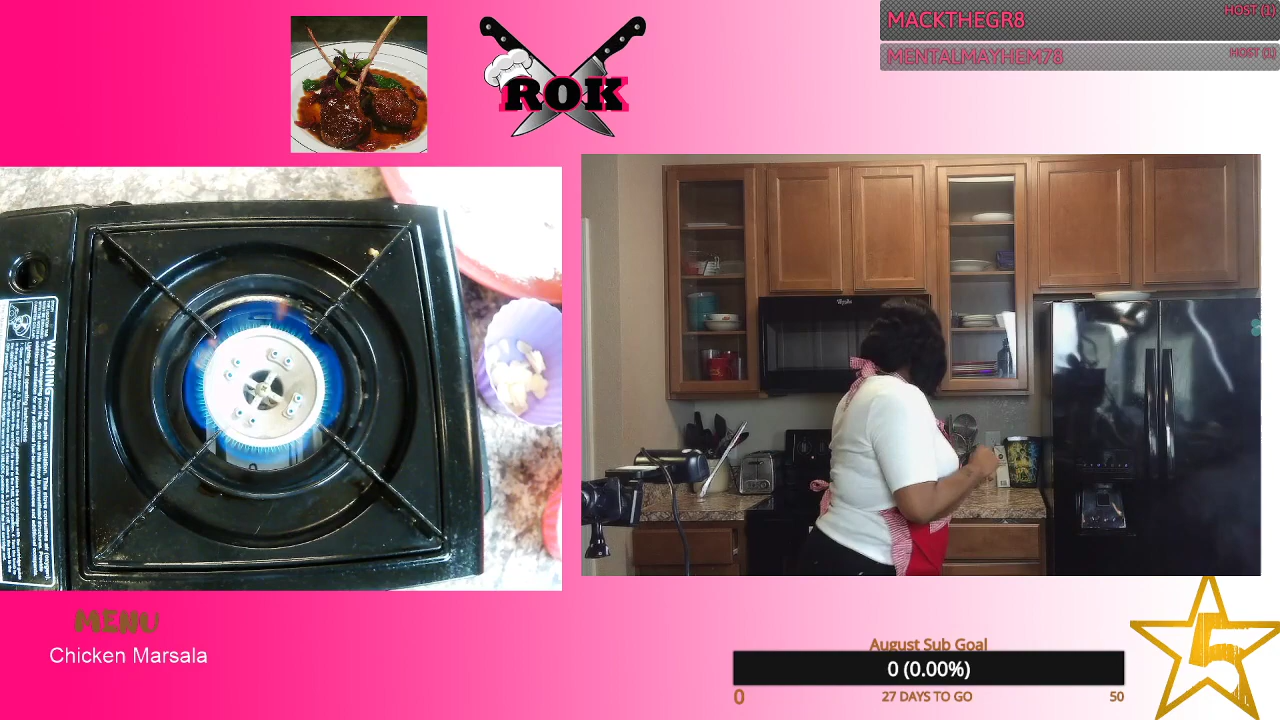 MACKTHEGR8
HOST (1)
MENTALMAYHEM78
HOST (1)
ROK
WARNING
MENU
Chicken Marsala
August Sub Goal
0 (0.00%)
0
27 DAYS TO GO
50
5